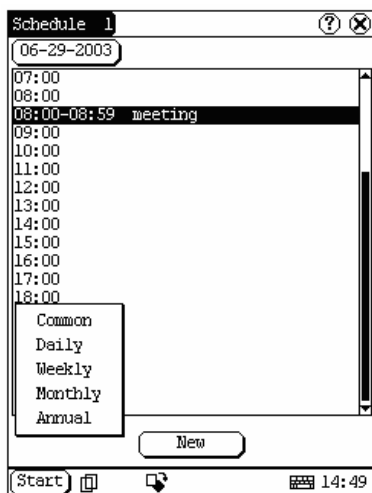 Schedule 1
06-29-2003
07:00
08:00
08:00-08:59 meeting
09:00
10:00
11:00
12:00
13:00
14:00
15:00
16:00
17:00
18:00
Common
Daily
Weekly
Monthly
Annual
New
Start 14:49